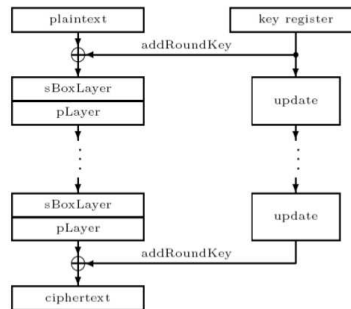 plaintext
key register
addRoundKey
sBoxLayer
update
pLayer
sBoxLayer
update
pLayer
addRoundKey
ciphertext